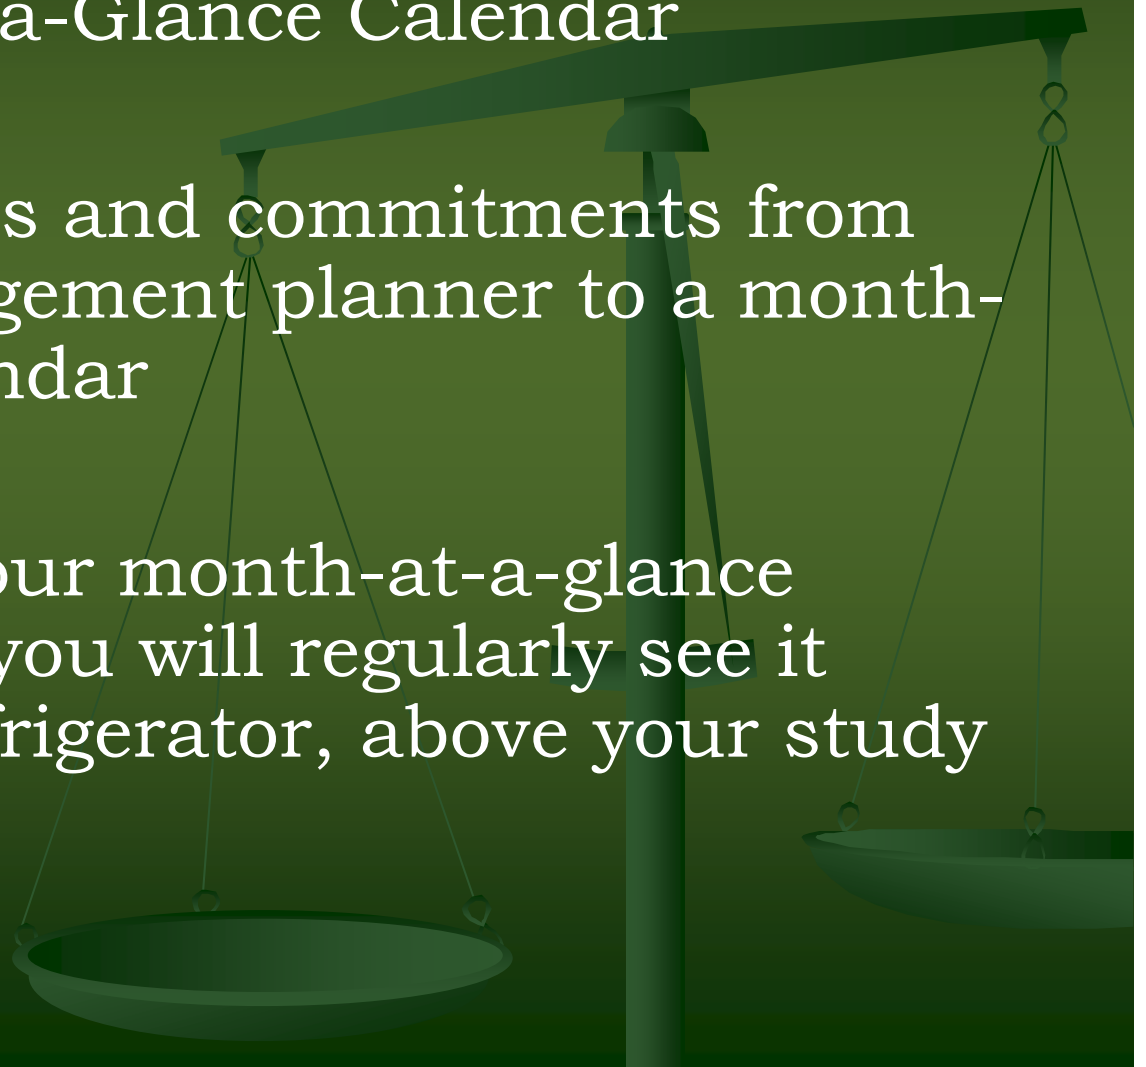 a-Glance Calendar
s and commitments from
gement planner to a month-
ndar
our month-at-a-glance
you will regularly see it
frigerator, above your study